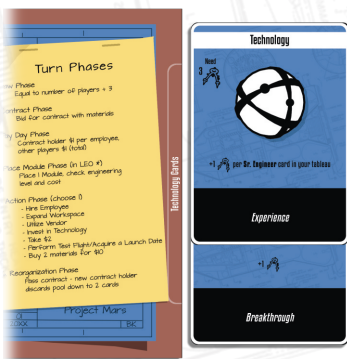 Turn Phases
Phase
Equal to number of players + 3
Contract Phase
Bid for contract with materials
Day Phase
Contract holder $1 per employee,
other players $1 (total)
Place Module Phase (in LEO #)
Place 1 Module, check engineering
level and cost
Action Phase (choose 1)
- Hire Employee
- Expand Workspace
- Utilize Vendor
- Invest in Technology
- Take $2
- Perform Test Flight/Acquire a Launch Date
- Buy 2 materials for $10
Reorganization Phase
Pass contract - new contract holder
discards pool down to 2 cards
Project Mars
BK
Technology Cards
Technology
Need
3
+1 per Sr. Engineer card in your tableau
Experience
+1
Breakthrough